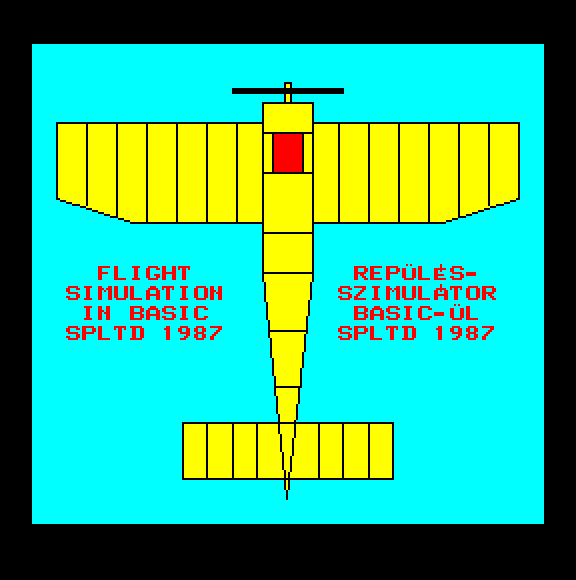 FLIGHT
SIMULATION
IN BASIC
SPLTD 1987
REPÜLÉS-
SZIMULÁTOR
BASIC-ÜL
SPLTD 1987